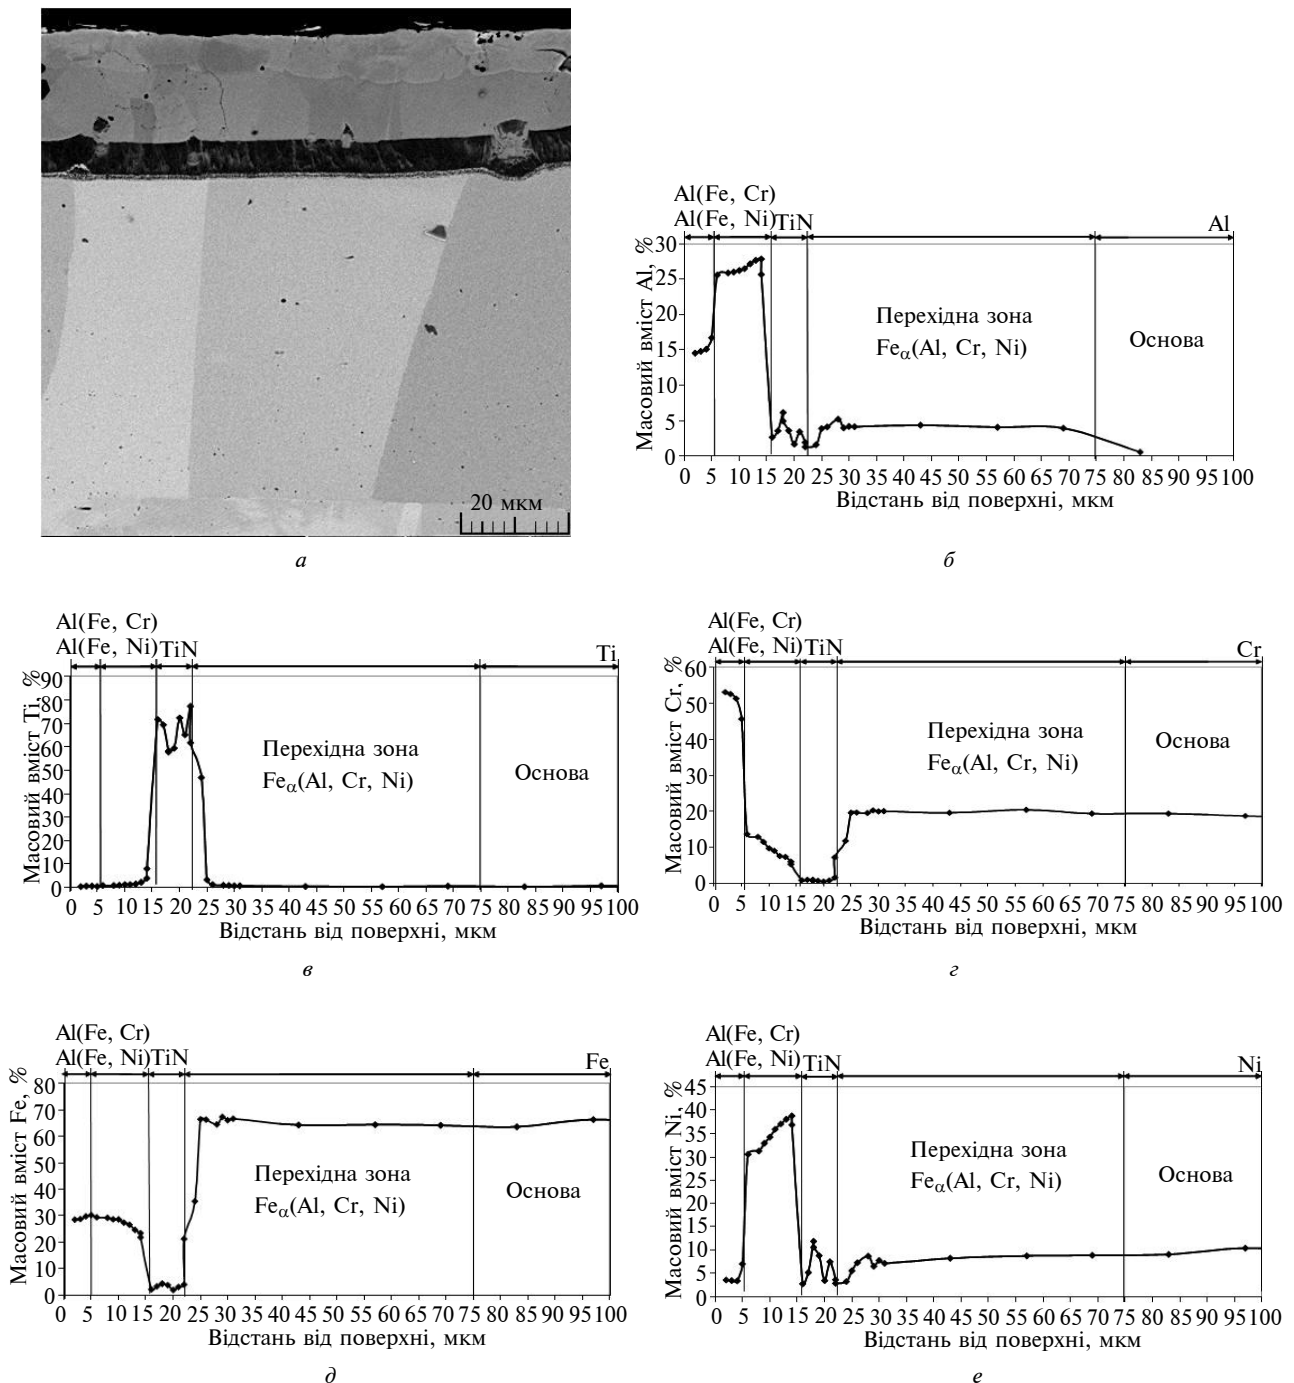 20 мкм
а
Al(Fe, Cr)
Al(Fe, Ni)
TiN
Al
Масовий вміст Al, %
30
25
20
15
10
5
0
Перехідна зона
Feα(Al, Cr, Ni)
Основа
0 5 10 15 20 25 30 40 45 50 55 60 65 70 75 80 85 90 95 100
Відстань від поверхні, мкм
б
Al(Fe, Cr)
Al(Fe, Ni)
TiN
Ti
Масовий вміст Ti, %
90
80
70
60
50
40
30
20
10
0
Перехідна зона
Feα(Al, Cr, Ni)
Основа
0 5 10 15 22 25 35 40 45 50 55 60 65 70 75 80 85 90 95 100
Відстань від поверхні, мкм
в
Al(Fe, Cr)
Al(Fe, Ni)
TiN
Cr
Масовий вміст Cr, %
60
50
40
30
20
10
0
Перехідна зона
Feα(Al, Cr, Ni)
Основа
0 5 10 15 22 25 35 40 45 50 55 60 65 70 75 80 85 90 95 100
Відстань від поверхні, мкм
г
Al(Fe, Cr)
Al(Fe, Ni)
TiN
Fe
Масовий вміст Fe, %
80
70
60
50
40
30
20
10
0
Перехідна зона
Feα(Al, Cr, Ni)
Основа
0 5 10 15 20 25 30 40 45 50 55 60 65 70 75 80 85 90 95 100
Відстань від поверхні, мкм
д
Al(Fe, Cr)
Al(Fe, Ni)
TiN
Ni
Масовий вміст Ni, %
45
40
35
30
25
20
15
10
5
0
Перехідна зона
Feα(Al, Cr, Ni)
Основа
0 5 10 15 22 25 35 40 45 50 55 60 65 70 75 80 85 90 95 100
Відстань від поверхні, мкм
е